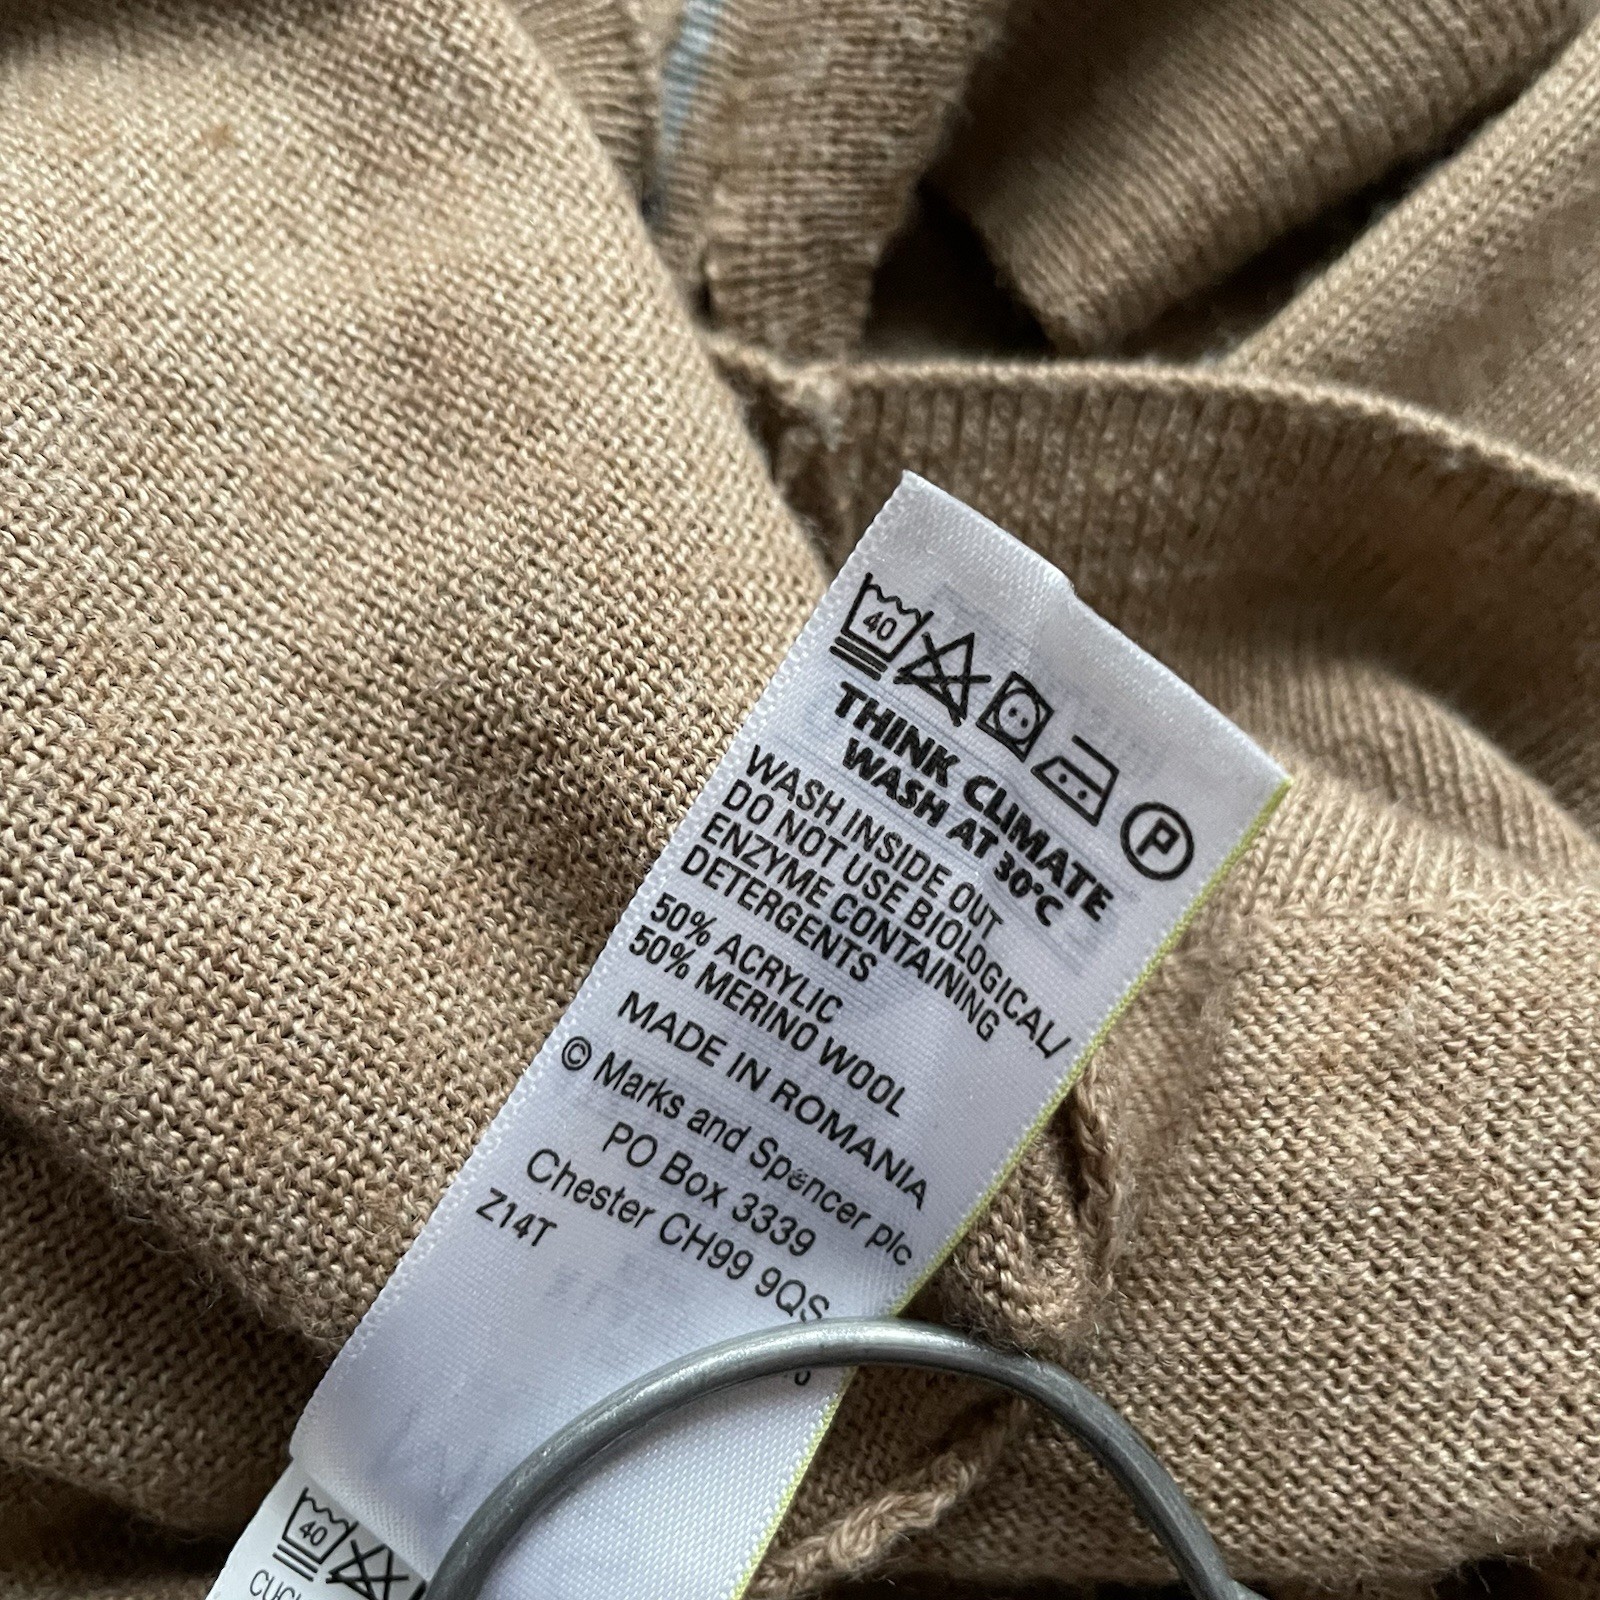 40
P
THINK CLIMATE
WASH AT 30°C
WASH INSIDE OUT
DO NOT USE BIOLOGICAL/
ENZYME CONTAINING
DETERGENTS
50% ACRYLIC
50% MERINO WOOL
MADE IN ROMANIA
© Marks and Spencer plc
PO Box 3339
Chester CH99 9QS
Z14T
40